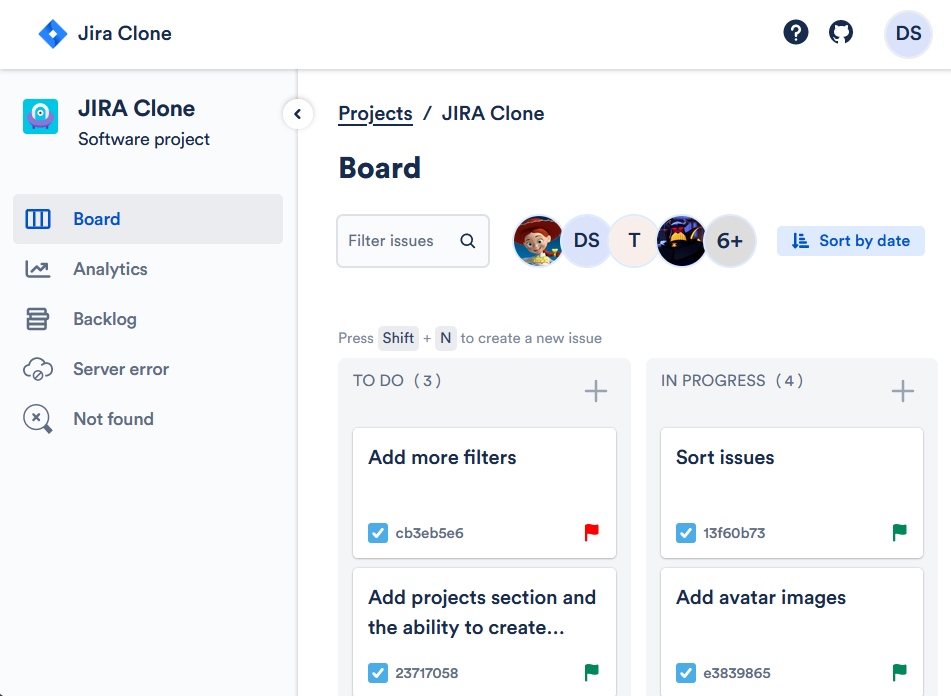 Jira Clone
DS
JIRA Clone
Software project
Board
Analytics
Backlog
Server error
Not found
Projects / JIRA Clone
Board
Filter issues
DS
T
6+
Sort by date
Press Shift + N to create a new issue
TO DO (3)
Add more filters
cb3eb5e6
Add projects section and
the ability to create...
23717058
IN PROGRESS (4)
Sort issues
13f60b73
Add avatar images
e3839865